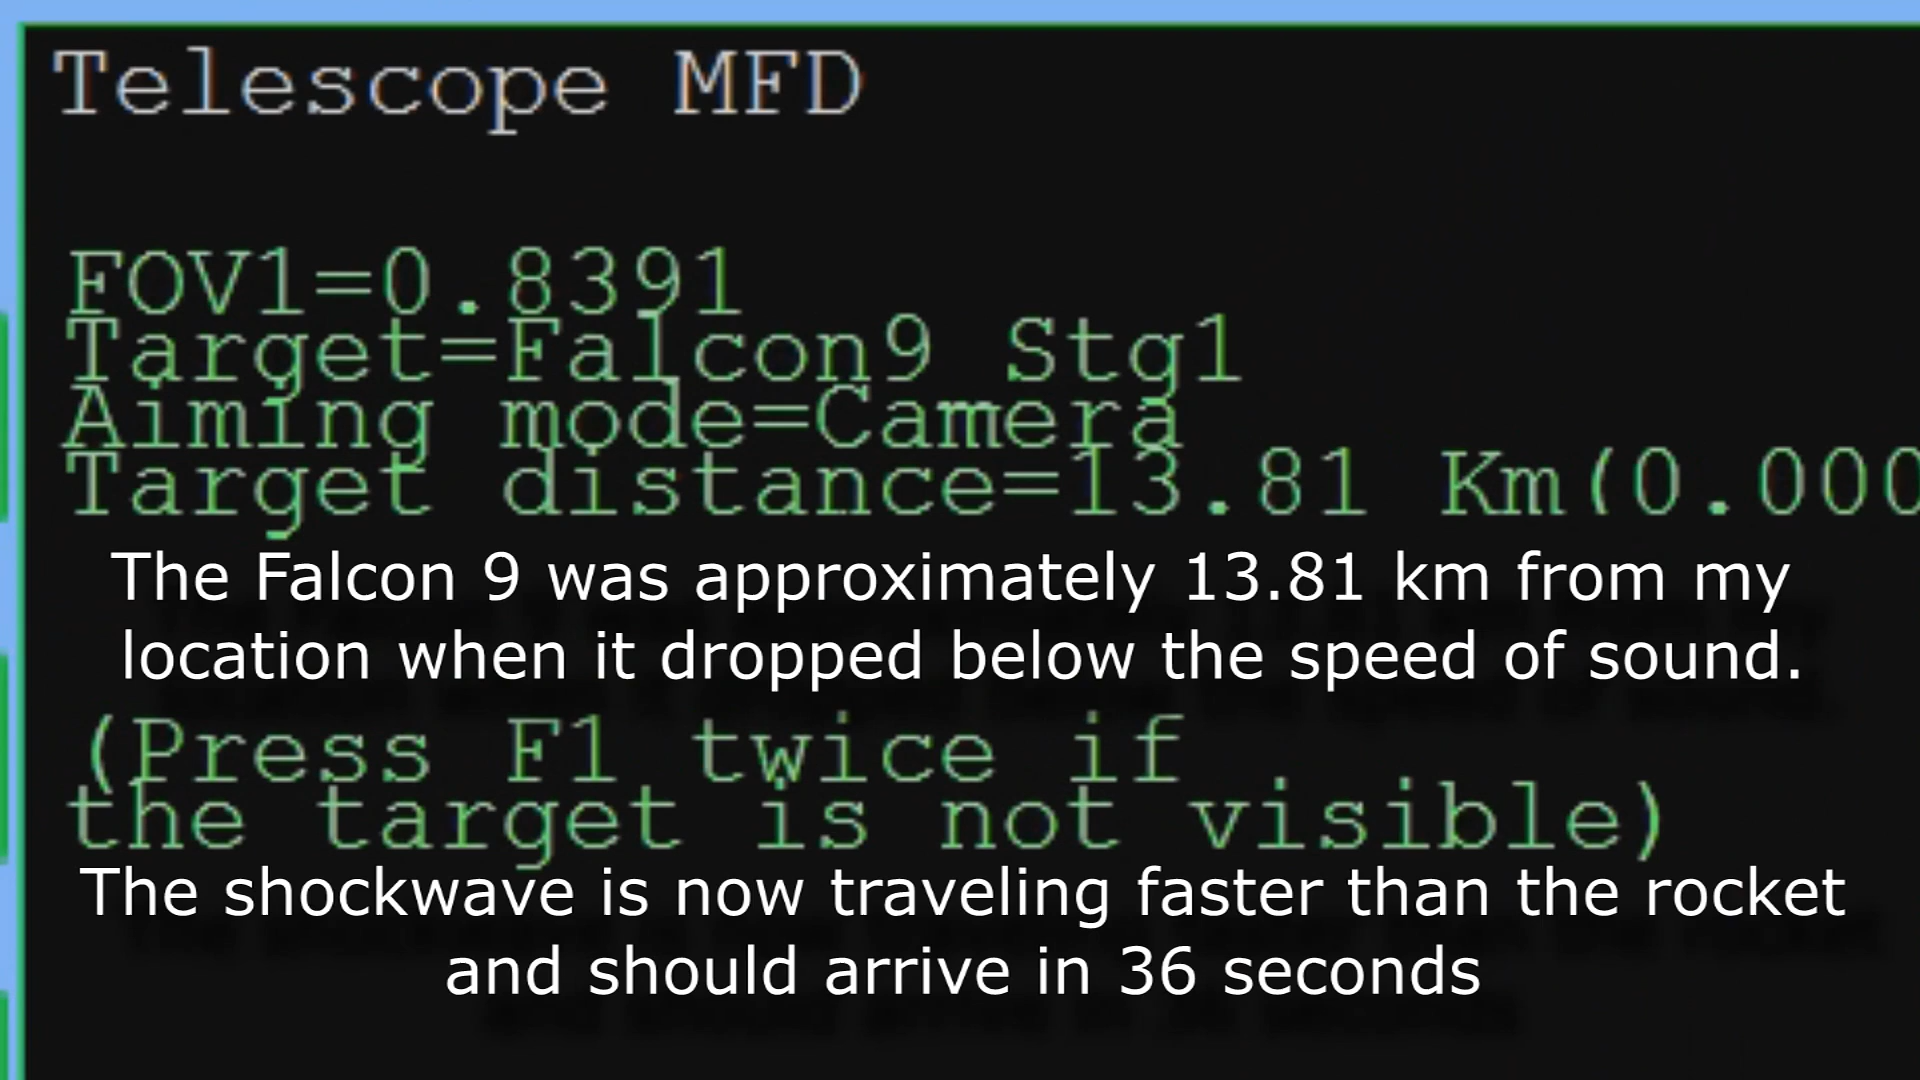 Telescope MFD
FOV1=0.8391
Target=Falcon9 Stg1
Aiming mode=Camera
Target distance=13.81 Km(0.000
The Falcon 9 was approximately 13.81 km from my
location when it dropped below the speed of sound.
(Press F1 twice if
the target is not visible)
The shockwave is now traveling faster than the rocket
and should arrive in 36 seconds